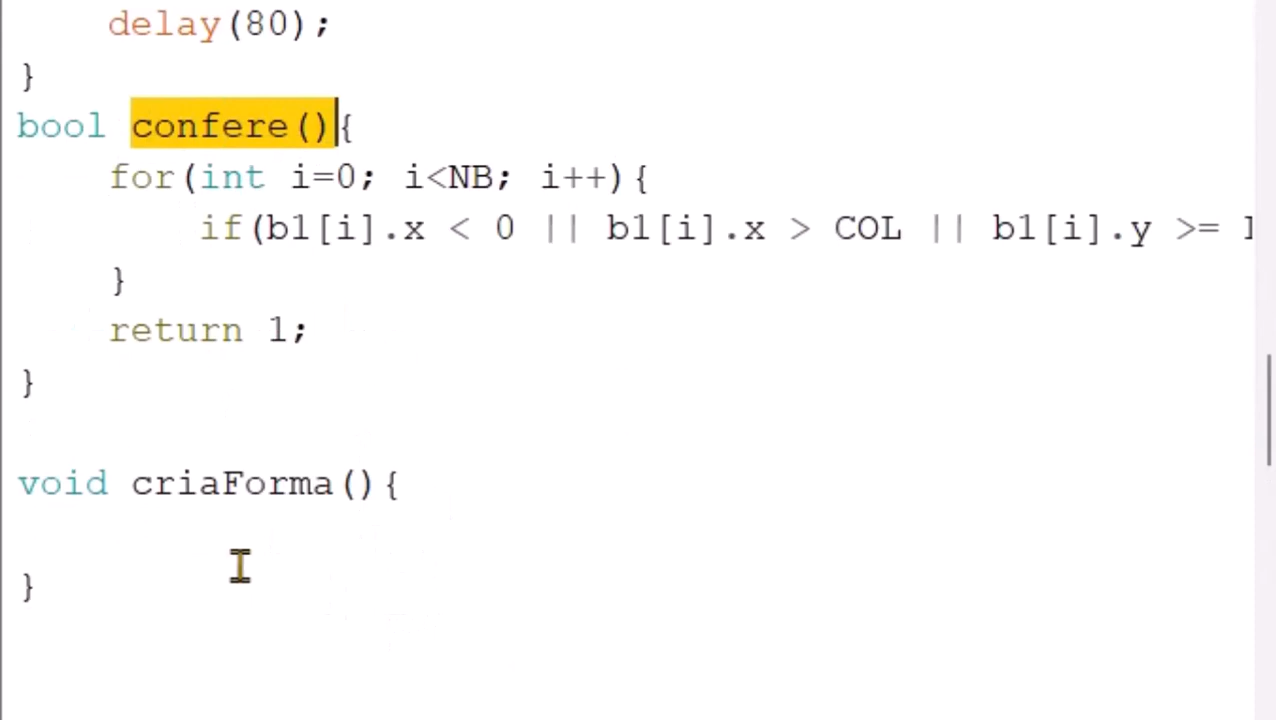 delay(80);
}
bool confere(){
for(int i=0; i<NB; i++){
if(b1[i].x < 0 || b1[i].x > COL || b1[i].y >=
}
return 1;
}
void criaForma(){
}